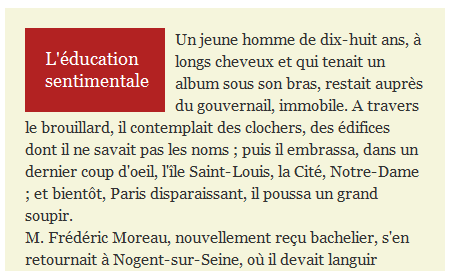 L'éducation
sentimentale
Un jeune homme de dix-huit ans, à
longs cheveux et qui tenait un
album sous son bras, restait auprès
du gouvernail, immobile. A travers
le brouillard, il contemplait des clochers, des édifices
dont il ne savait pas les noms ; puis il embrassa, dans un
dernier coup d'oeil, l'île Saint-Louis, la Cité, Notre-Dame
; et bientôt, Paris disparaissant, il poussa un grand
soupir.
M. Frédéric Moreau, nouvellement reçu bachelier, s'en
retournait à Nogent-sur-Seine, où il devait languir